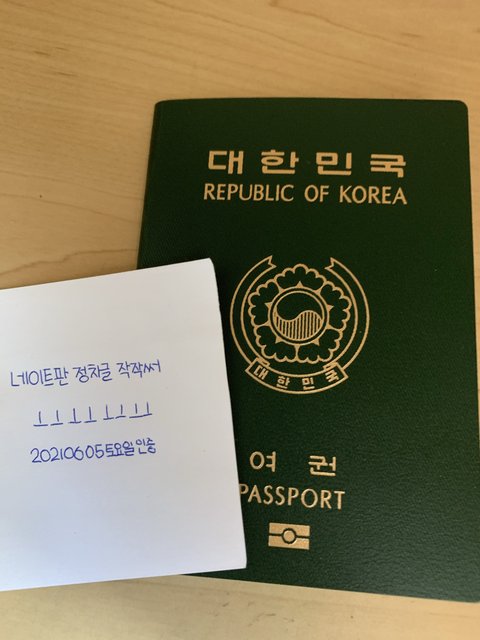 대한민국
REPUBLIC OF KOREA
대한민국
여권
PASSPORT
네이트판 정치글 작작써
ㅗㅗㅗㅗㅗㅗㅗㅗ
20210605토요일인증